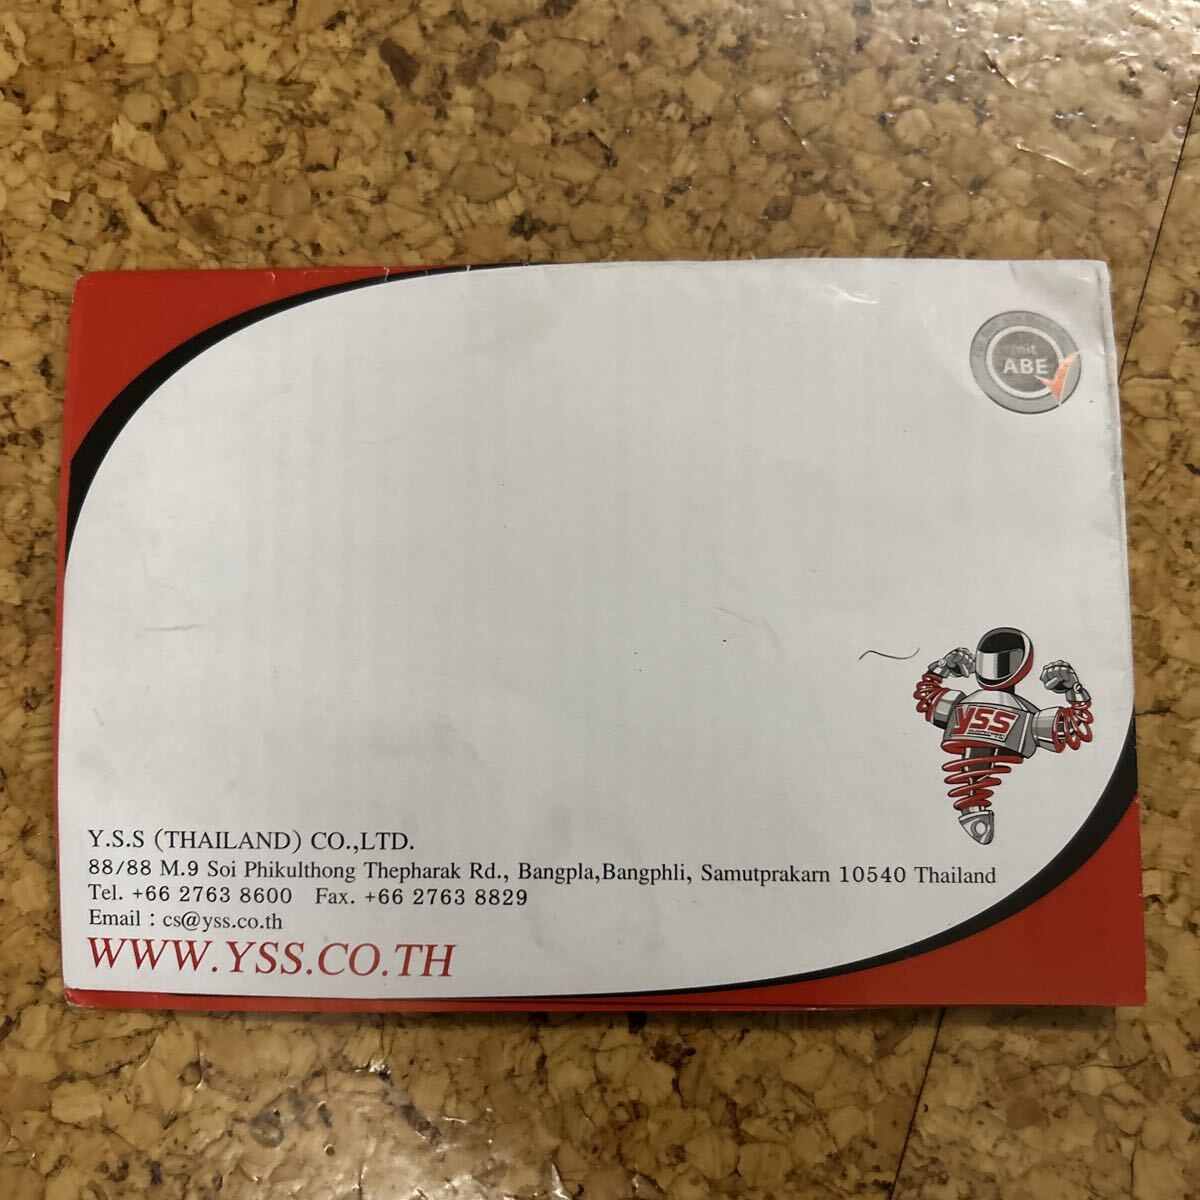 mit
ABE
YSS
Y.S.S (THAILAND) CO.,LTD.
88/88 M.9 Soi Phikulthong Thepharak Rd., Bangpla,Bangphli, Samutprakarn 10540 Thailand
Tel. +66 2763 8600 Fax. +66 2763 8829
Email : cs@yss.co.th
WWW.YSS.CO.TH